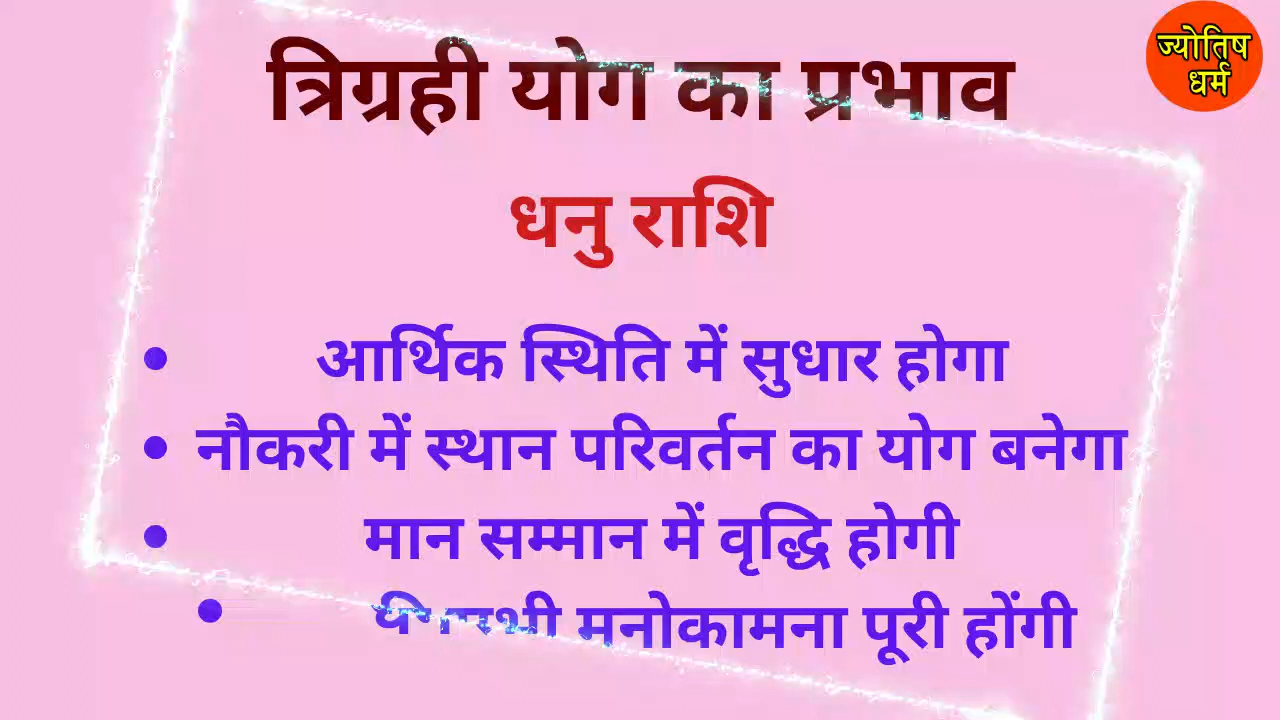 त्रिग्रही योग का प्रभाव
ज्योतिष
धर्म
धनु राशि
• आर्थिक स्थिति में सुधार होगा
• नौकरी में स्थान परिवर्तन का योग बनेगा
• मान सम्मान में वृद्धि होगी
• मनोकामना पूरी होंगी